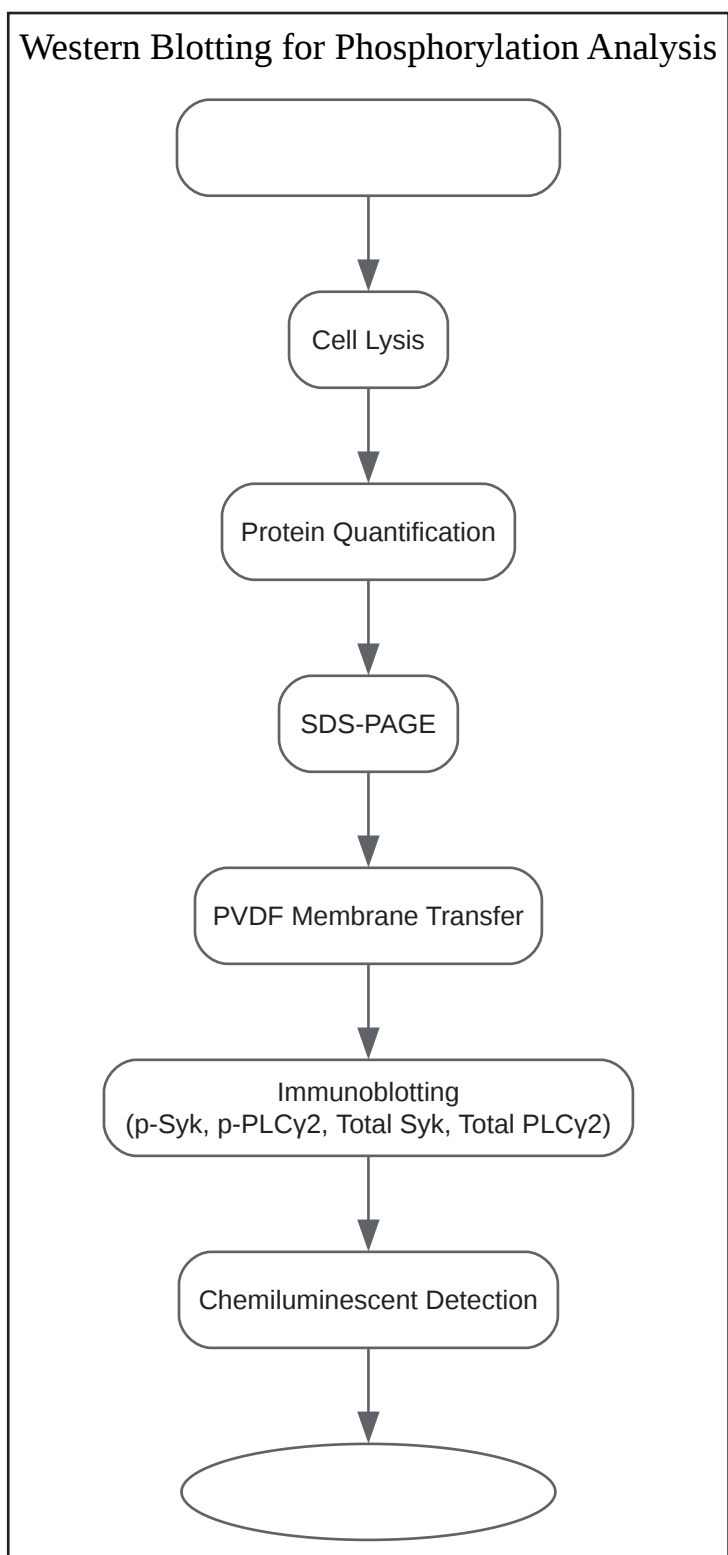 Western Blotting for Phosphorylation Analysis
Cell Lysis
Protein Quantification
SDS-PAGE
PVDF Membrane Transfer
Immunoblotting
(p-Syk, p-PLCγ2, Total Syk, Total PLCγ2)
Chemiluminescent Detection